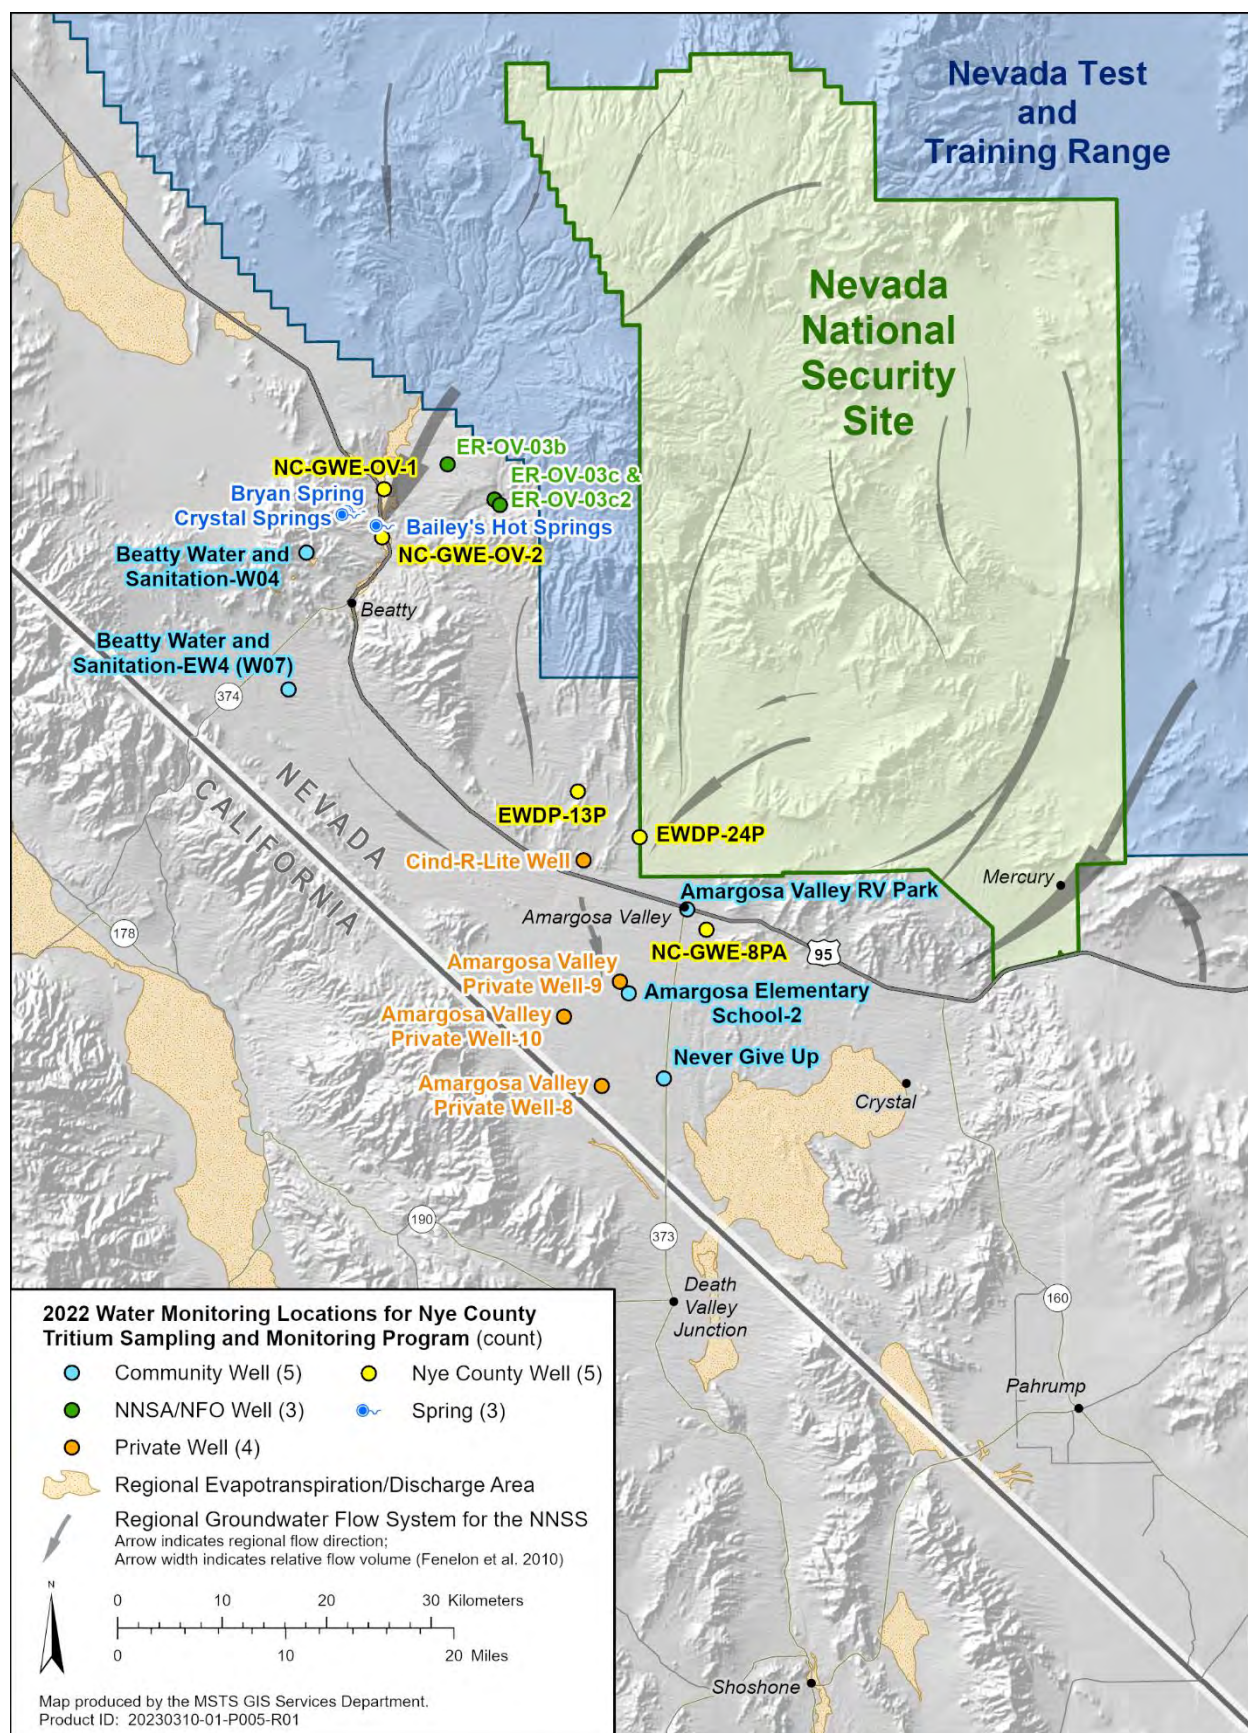 Nevada Test
and
Training Range
Nevada
National
Security
Site
ER-OV-03b
NC-GWE-OV-1
ER-OV-03c &
ER-OV-03c2
Bryan Spring
Crystal Springs
Bailey's Hot Springs
NC-GWE-OV-2
Beatty Water and
Sanitation-W04
Beatty
Beatty Water and
Sanitation-EW4 (W07)
374
NEVADA
CALIFORNIA
EWDP-13P
EWDP-24P
Cind-R-Lite Well
Mercury
Amargosa Valley RV Park
Amargosa Valley
178
NC-GWE-8PA
95
Amargosa Valley
Private Well-9
Amargosa Elementary
School-2
Amargosa Valley
Private Well-10
Never Give Up
Amargosa Valley
Private Well-8
Crystal
190
373
Death
Valley
Junction
160
Pahrump
Shoshone
2022 Water Monitoring Locations for Nye County
Tritium Sampling and Monitoring Program (count)
Community Well (5)
Nye County Well (5)
NNSA/NFO Well (3)
Spring (3)
Private Well (4)
Regional Evapotranspiration/Discharge Area
Regional Groundwater Flow System for the NNSS
Arrow indicates regional flow direction;
Arrow width indicates relative flow volume (Fenelon et al. 2010)
N
0 10 20 30 Kilometers
0 10 20 Miles
Map produced by the MSTS GIS Services Department.
Product ID: 20230310-01-P005-R01